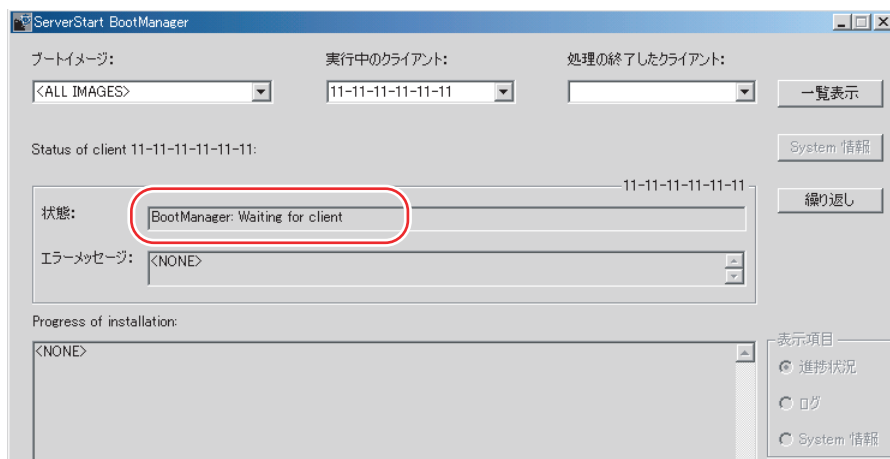 ServerStart BootManager
ブートイメージ: 実行中のクライアント: 処理の終了したクライアント:
<ALL IMAGES> 11-11-11-11-11-11 一覧表示
Status of client 11-11-11-11-11-11: System 情報
11-11-11-11-11-11
繰り返し
状態: BootManager: Waiting for client
エラーメッセージ: <NONE>
Progress of installation:
<NONE>
表示項目
進捗状況
ログ
System 情報